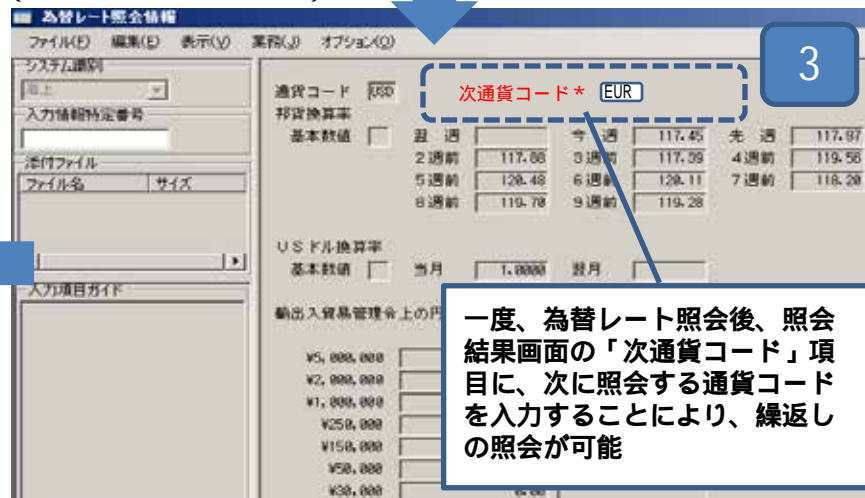 為替レート照会情報
ファイル(F) 編集(E) 表示(V) 業務(J) オプション(O)
3
システム識別
海上
入力情報特定番号
添付ファイル
ファイル名 サイズ
入力項目ガイド
通貨コード USD 次通貨コード* EUR
邦貨換算率
基本数値 翌週 今週 117.45 先週 117.97
2週前 117.88 3週前 117.39 4週前 119.56
5週前 120.48 6週前 120.11 7週前 118.20
8週前 119.70 9週前 119.28
USドル換算率
基本数値 当月 1.0000 翌月
輸出入貿易管理令上の円
¥5,000,000
¥2,000,000
¥1,000,000
¥250,000
¥150,000
¥50,000
¥30,000
0.00
一度、為替レート照会後、照会
結果画面の「次通貨コード」項
目に、次に照会する通貨コード
を入力することにより、繰返し
の照会が可能